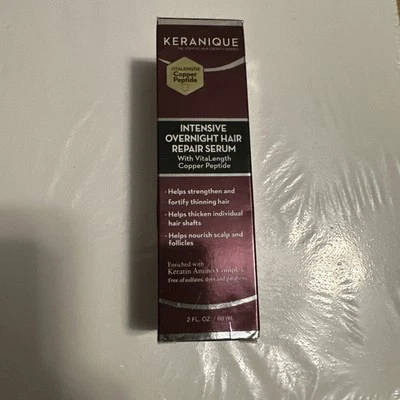 KERANIQUE
VITALENGTH
Copper
Peptide
INTENSIVE
OVERNIGHT HAIR
REPAIR SERUM
With VitaLength
Copper Peptide
• Helps strengthen and
fortify thinning hair
• Helps thicken individual
hair shafts
• Helps nourish scalp and
follicles
Enriched with
Keratin Amino Complex
Free of sulfates, dyes and parabens
2 FL. OZ. / 60 mL